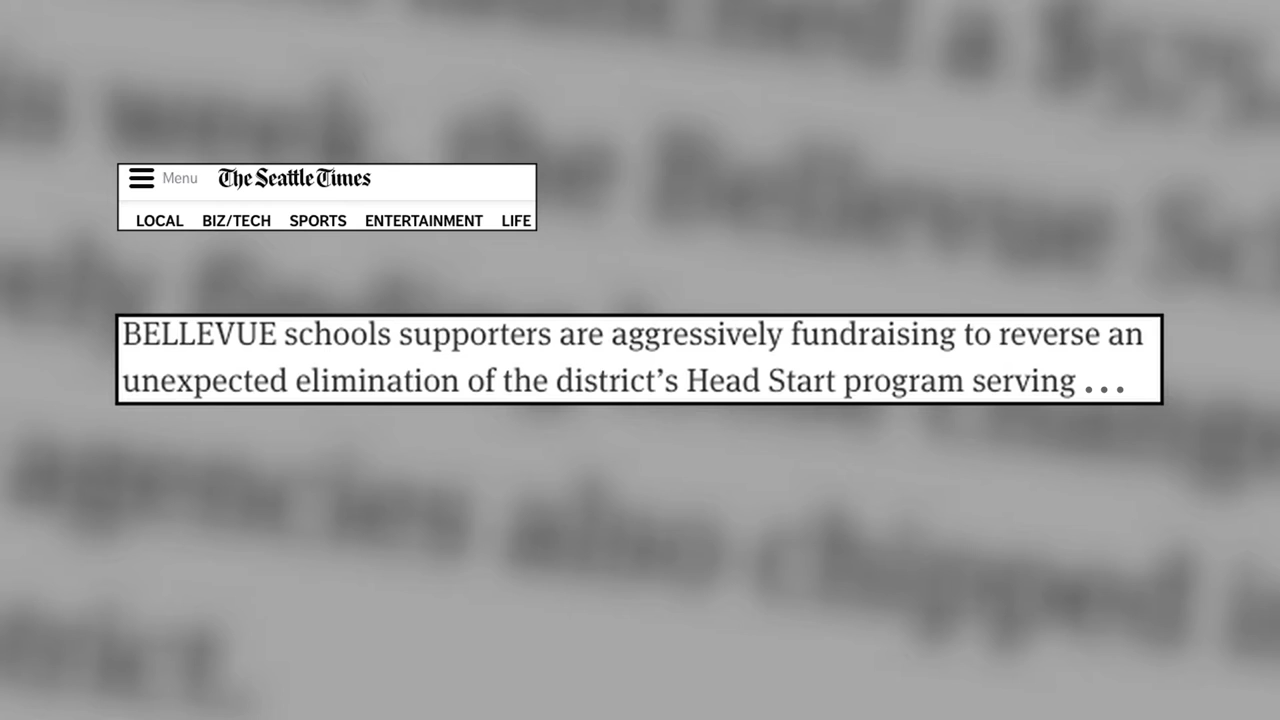 Menu The Seattle Times
LOCAL BIZ/TECH SPORTS ENTERTAINMENT LIFE
BELLEVUE schools supporters are aggressively fundraising to reverse an
unexpected elimination of the district’s Head Start program serving . . .